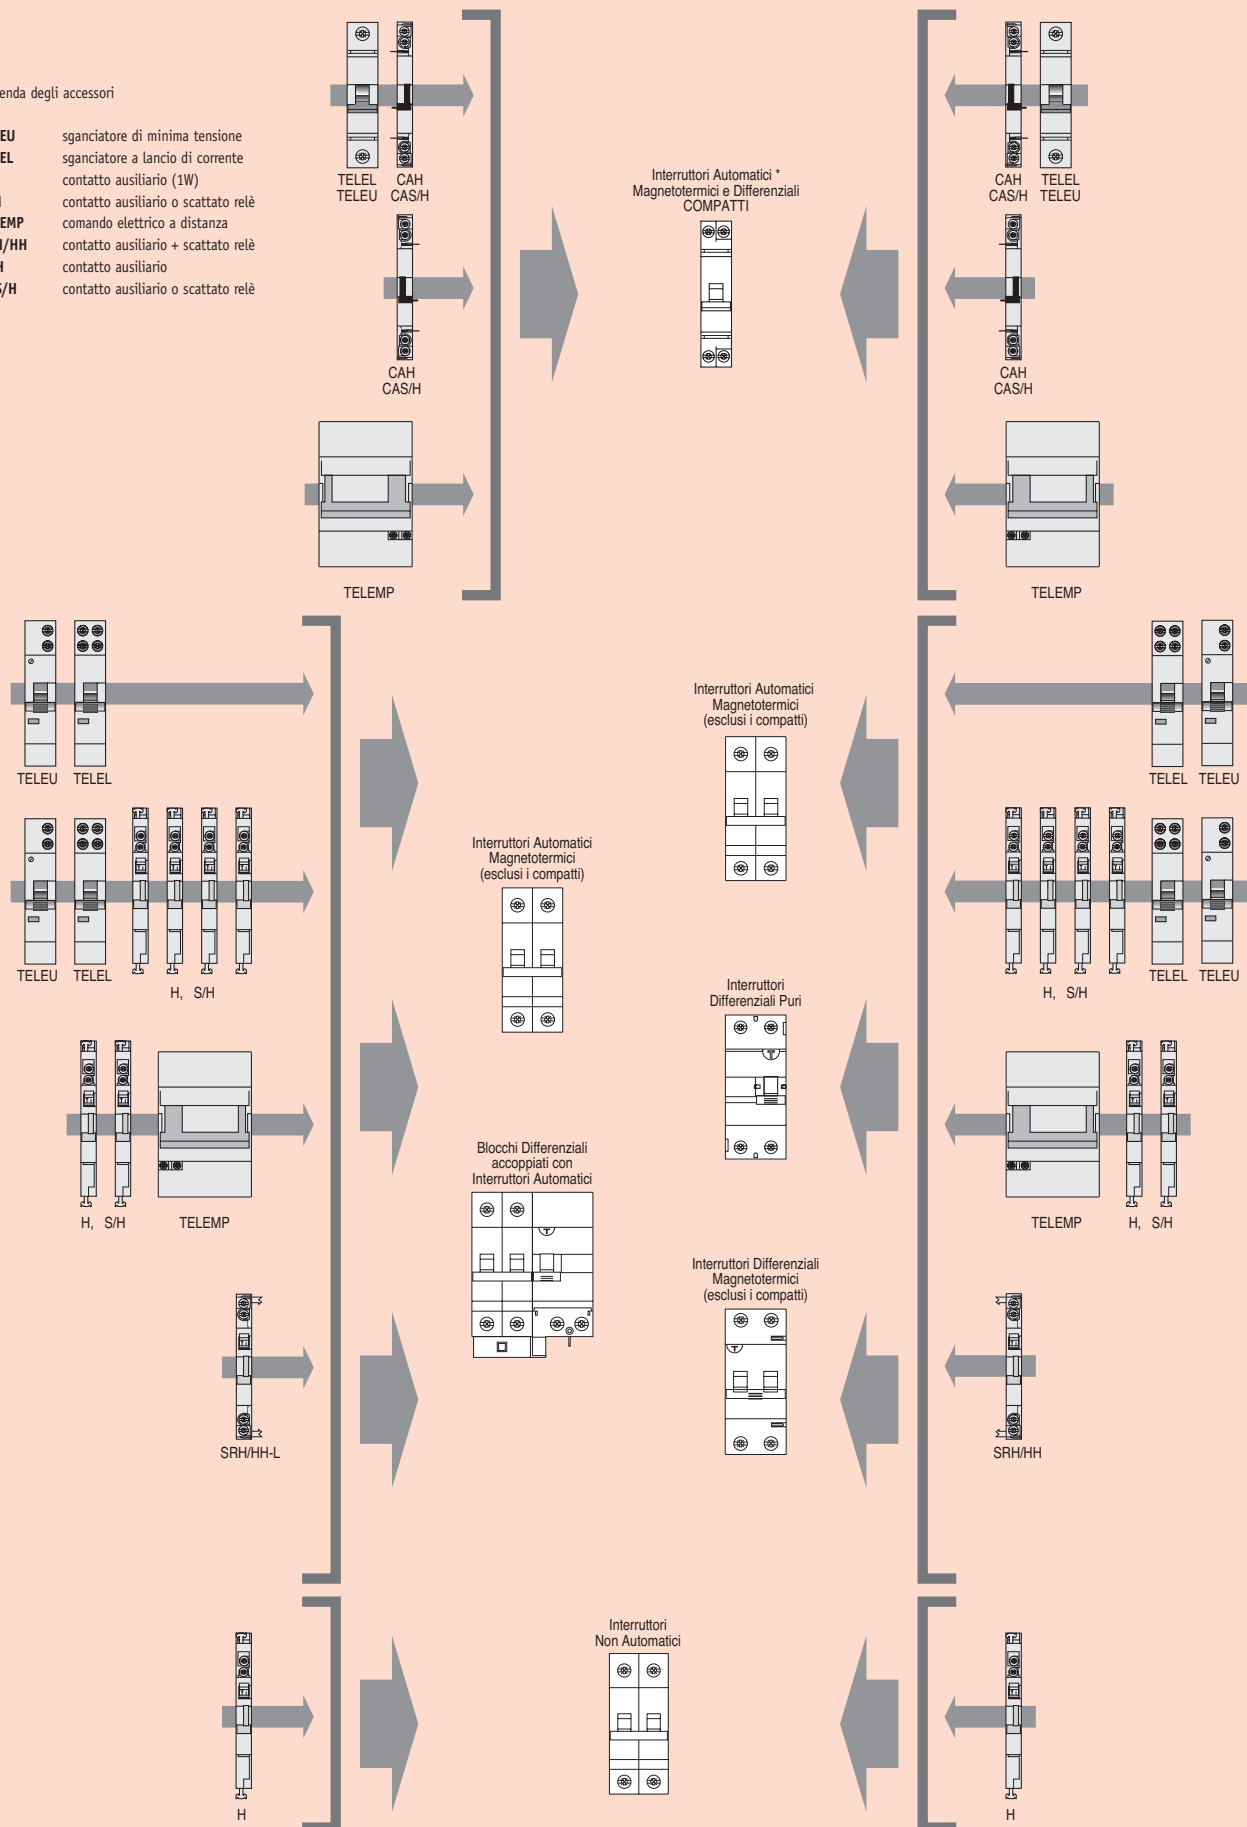 enda degli accessori
EU sganciatore di minima tensione
EL sganciatore a lancio di corrente
contatto ausiliario (1W)
contatto ausiliario o scattato relè
EMP comando elettrico a distanza
H/HH contatto ausiliario + scattato relè
H contatto ausiliario
S/H contatto ausiliario o scattato relè
TELEL CAH
TELEU CAS/H
Interruttori Automatici *
Magnetotermici e Differenziali
COMPATTI
CAH TELEL
CAS/H TELEU
CAH
CAS/H
CAH
CAS/H
TELEMP
TELEMP
TELEU TELEL
Interruttori Automatici
Magnetotermici
(esclusi i compatti)
TELEL TELEU
Interruttori Automatici
Magnetotermici
(esclusi i compatti)
TELEU TELEL
H, S/H
H, S/H
TELEL TELEU
Interruttori
Differenziali Puri
T
Blocchi Differenziali
accoppiati con
Interruttori Automatici
T
H, S/H TELEMP
TELEMP H, S/H
Interruttori Differenziali
Magnetotermici
(esclusi i compatti)
T
SRH/HH-L
SRH/HH
Interruttori
Non Automatici
H
H